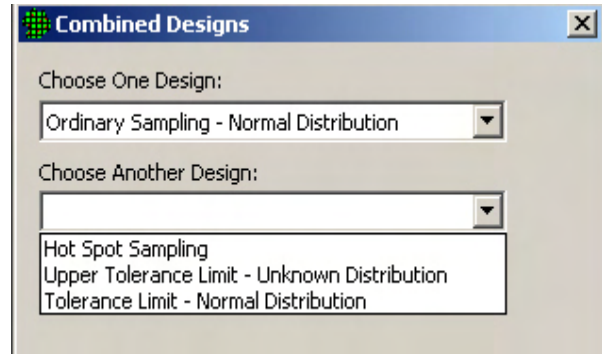 Combined Designs
Choose One Design:
Ordinary Sampling - Normal Distribution
Choose Another Design:
Hot Spot Sampling
Upper Tolerance Limit - Unknown Distribution
Tolerance Limit - Normal Distribution